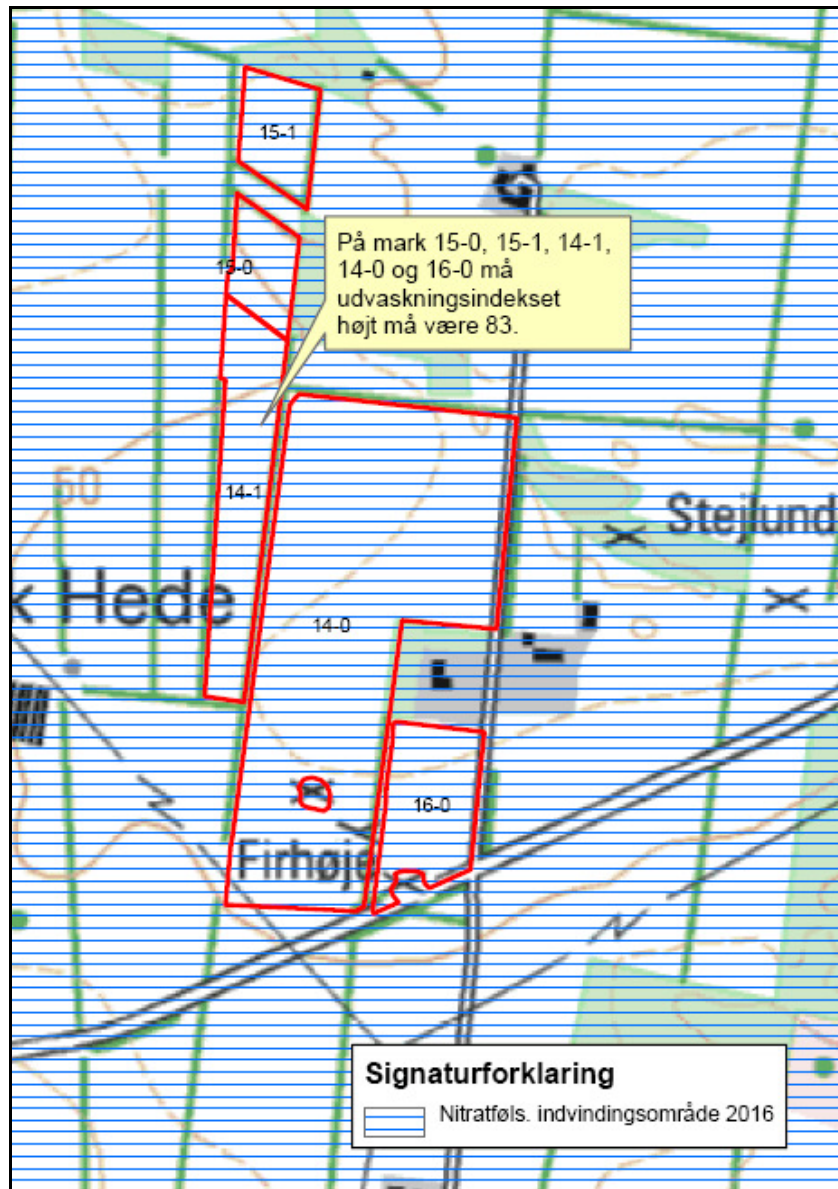 15-1
På mark 15-0, 15-1, 14-1,
14-0 og 16-0 må
udvaskningsindekset
højt må være 83.
15-0
50
14-1
Stejlund
Hede
14-0
16-0
Firhøje
Signaturforklaring
Nitratføls. indvindingsområde 2016